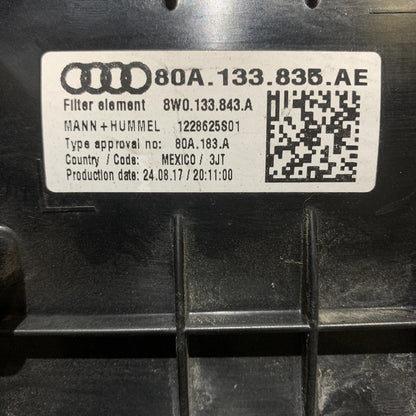 80A.133.835.AE
Filter element 8W0.133.843.A
MANN+HUMMEL 1228625S01
Type approval no: 80A.183.A
Country / Code: MEXICO / 3JT
Production date: 24.08.17 / 20:11:00